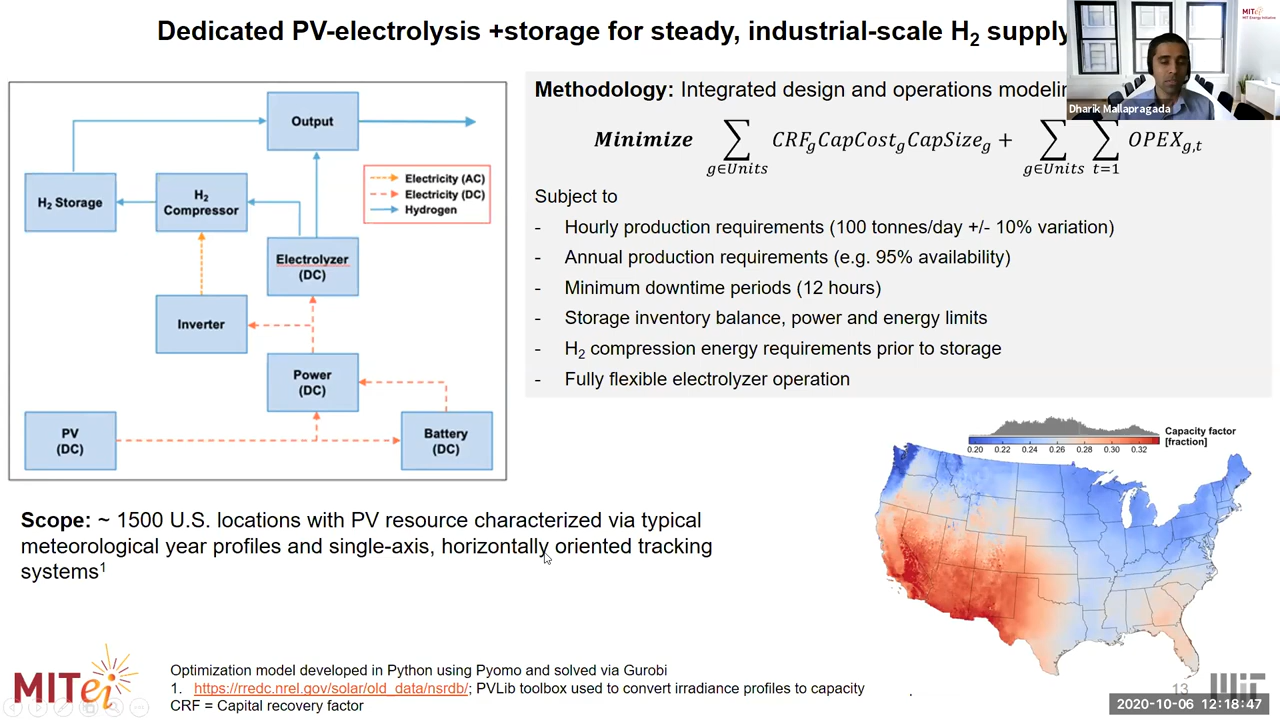 Dedicated PV-electrolysis +storage for steady, industrial-scale H2 supply
MITei
MIT Energy Initiative
Dharik Mallapragada
Output
H2 Storage
H2
Compressor
Electricity (AC)
Electricity (DC)
Hydrogen
Electrolyzer
(DC)
Inverter
Power
(DC)
PV
(DC)
Battery
(DC)
Methodology: Integrated design and operations modelin
Minimize ∑ CRFgCapCostgCapSizeg + ∑ ∑ OPEXg,t
g∈Units g∈Units t=1
Subject to
- Hourly production requirements (100 tonnes/day +/- 10% variation)
- Annual production requirements (e.g. 95% availability)
- Minimum downtime periods (12 hours)
- Storage inventory balance, power and energy limits
- H2 compression energy requirements prior to storage
- Fully flexible electrolyzer operation
Capacity factor
[fraction]
0.20 0.22 0.24 0.26 0.28 0.30 0.32
Scope: ~ 1500 U.S. locations with PV resource characterized via typical
meteorological year profiles and single-axis, horizontally oriented tracking
systems1
MITei
Optimization model developed in Python using Pyomo and solved via Gurobi
1. https://rredc.nrel.gov/solar/old_data/nsrdb/; PVLib toolbox used to convert irradiance profiles to capacity
.
CRF = Capital recovery factor
13
MIT
2020-10-06 12:18:47